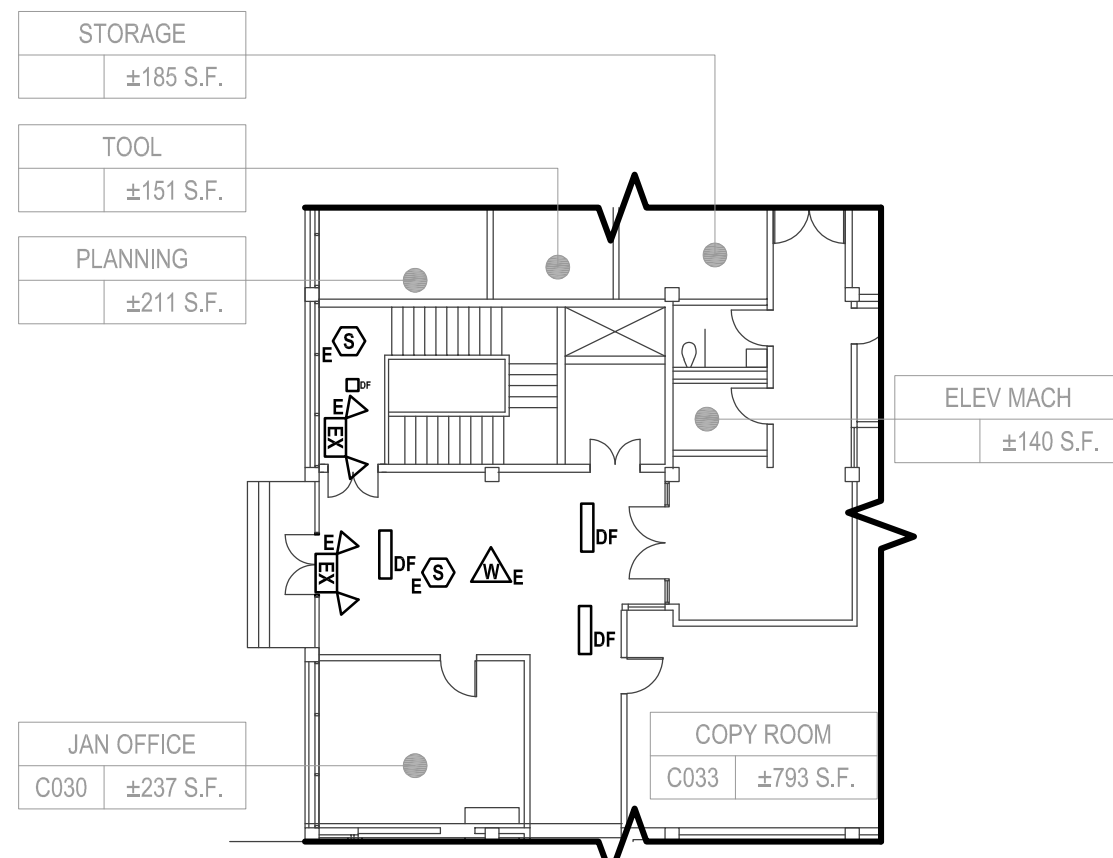 STORAGE
±185 S.F.
TOOL
±151 S.F.
PLANNING
±211 S.F.
S
E
DF
E
EX
ELEV MACH
±140 S.F.
E
EX
DF
E
S
W
E
DF
DF
JAN OFFICE
C030 ±237 S.F.
COPY ROOM
C033 ±793 S.F.